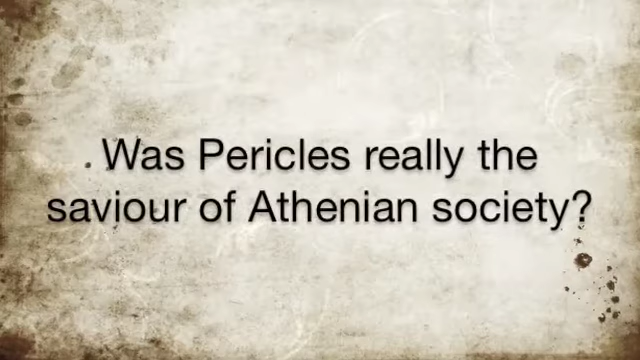 Was Pericles really the
saviour of Athenian society?